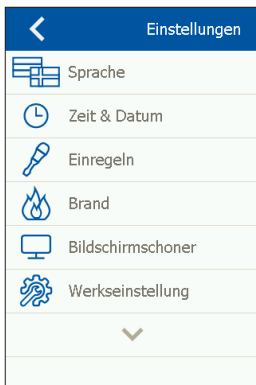 Einstellungen
Sprache
Zeit & Datum
Einregeln
Brand
Bildschirmschoner
Werkseinstellung